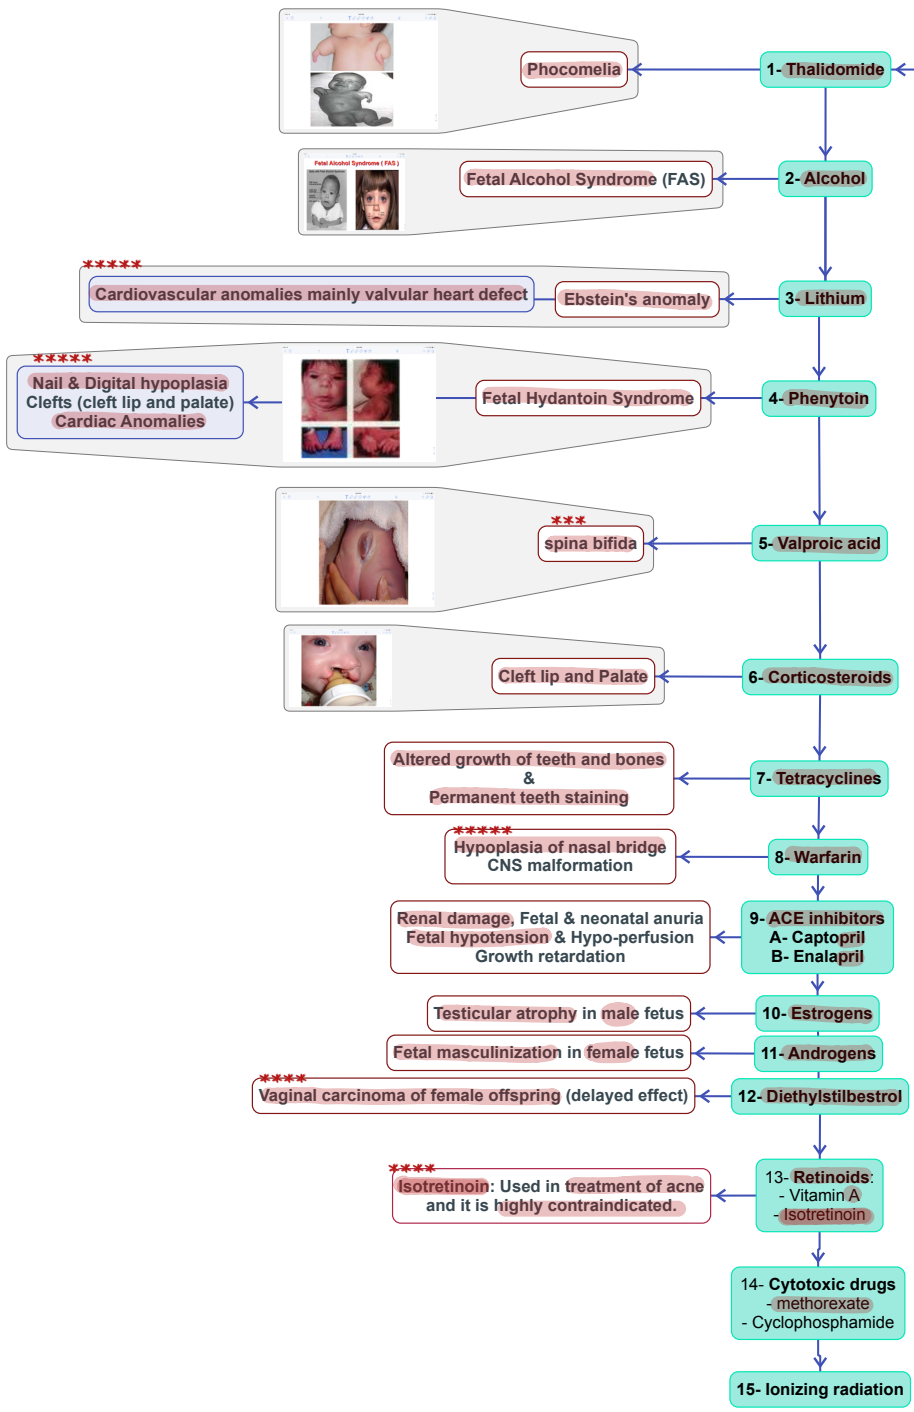 Phocomelia
1- Thalidomide
Fetal Alcohol Syndrome ( FAS )
Fetal Alcohol Syndrome (FAS)
2- Alcohol
*****
Cardiovascular anomalies mainly valvular heart defect
Ebstein's anomaly
3- Lithium
*****
Nail & Digital hypoplasia
Clefts (cleft lip and palate)
Cardiac Anomalies
Fetal Hydantoin Syndrome
4- Phenytoin
***
spina bifida
5- Valproic acid
Cleft lip and Palate
6- Corticosteroids
Altered growth of teeth and bones
&
Permanent teeth staining
7- Tetracyclines
*****
Hypoplasia of nasal bridge
CNS malformation
8- Warfarin
Renal damage, Fetal & neonatal anuria
Fetal hypotension & Hypo-perfusion
Growth retardation
9- ACE inhibitors
A- Captopril
B- Enalapril
Testicular atrophy in male fetus
10- Estrogens
Fetal masculinization in female fetus
11- Androgens
****
Vaginal carcinoma of female offspring (delayed effect)
12- Diethylstilbestrol
****
Isotretinoin: Used in treatment of acne
and it is highly contraindicated.
13- Retinoids:
- Vitamin A
- Isotretinoin
14- Cytotoxic drugs
- methorexate
- Cyclophosphamide
15- Ionizing radiation